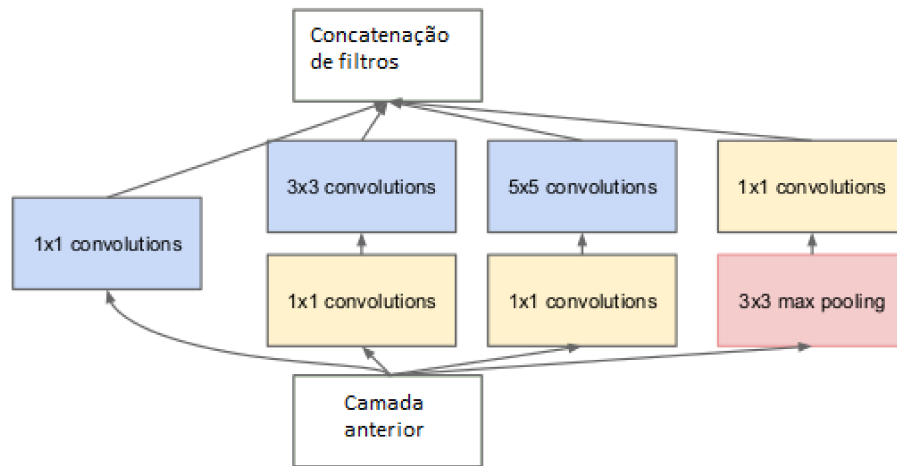 Concatenação
de filtros
3x3 convolutions
5x5 convolutions
1x1 convolutions
1x1 convolutions
1x1 convolutions
1x1 convolutions
3x3 max pooling
Camada
anterior